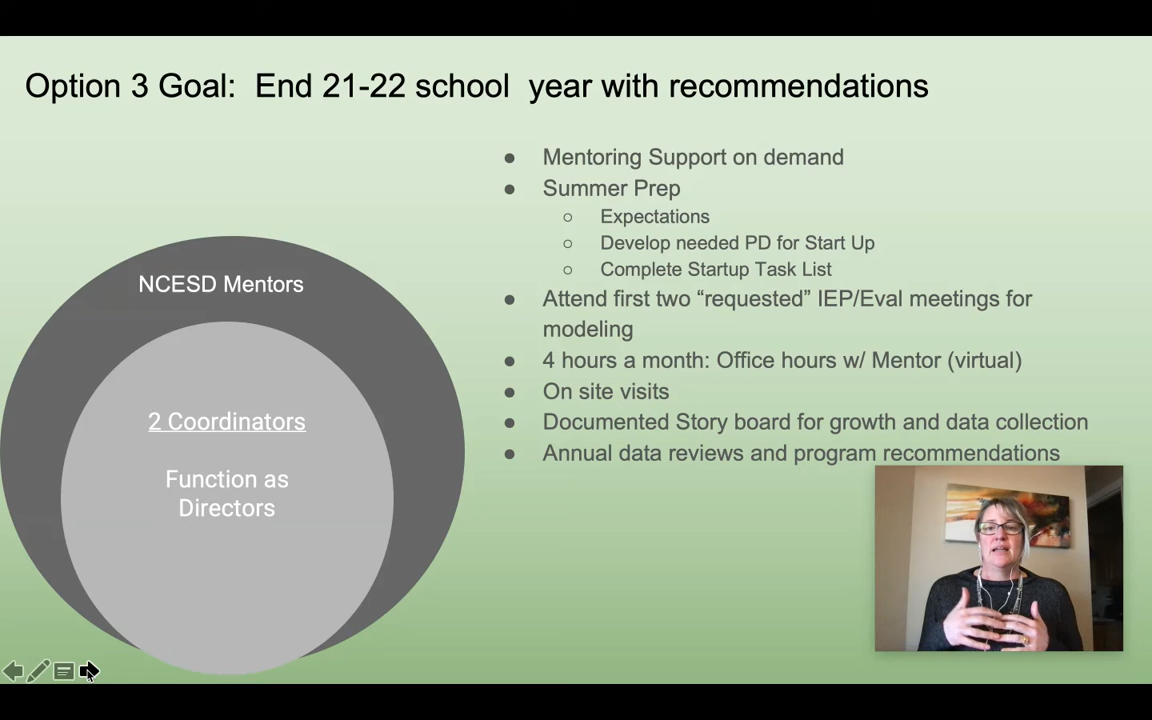 Option 3 Goal:  End 21-22 school  year with recommendations
● Mentoring Support on demand
● Summer Prep
○ Expectations
○ Develop needed PD for Start Up
○ Complete Startup Task List
● Attend first two “requested” IEP/Eval meetings for
modeling
● 4 hours a month: Office hours w/ Mentor (virtual)
● On site visits
● Documented Story board for growth and data collection
● Annual data reviews and program recommendations
NCESD Mentors
2 Coordinators
Function as
Directors